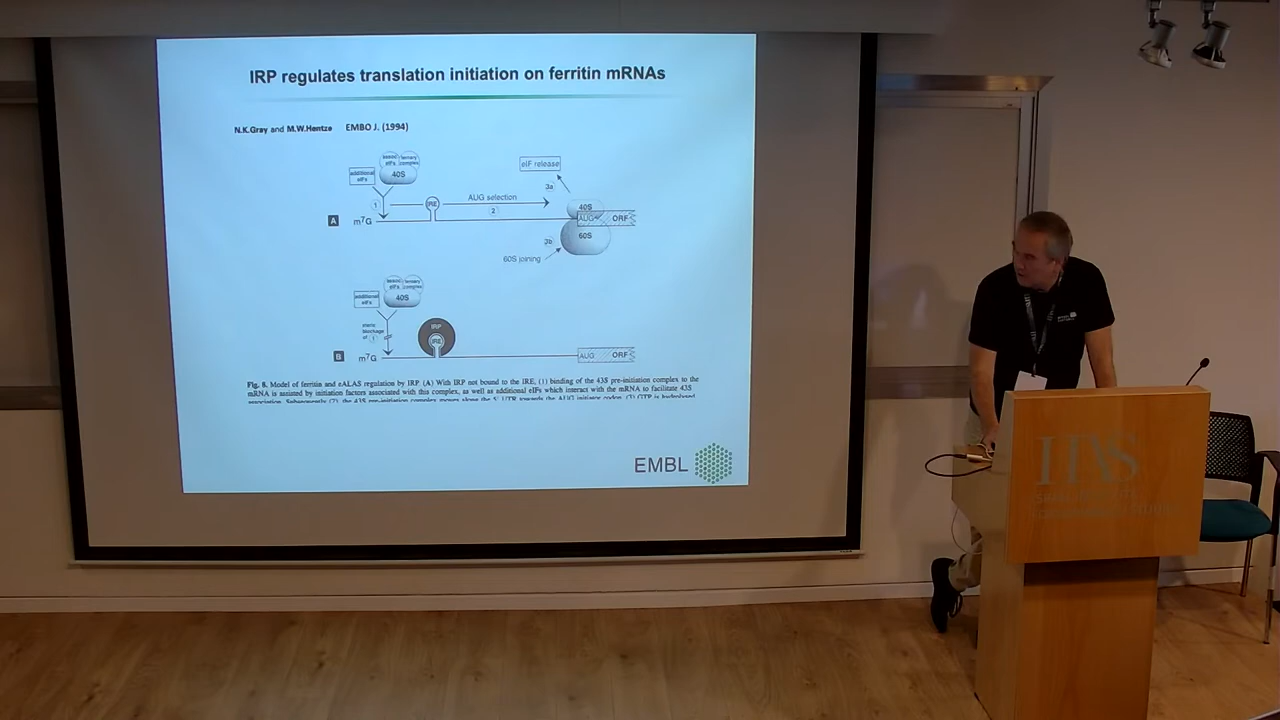 IRP regulates translation initiation on ferritin mRNAs
N.K.Gray and M.W.Hentze EMBO J. (1994)
additional
eIF's
ternary
complex
40S
1
IRE
AUG selection
2
eIF release
3a
40S
AUG
ORF
60S
3b
60S joining
A m⁷G
additional
eIF's
ternary
complex
40S
steric
blockage
of 1
IRP
IRE
B m⁷G
AUG ORF
Fig. 8. Model of ferritin and eALAS regulation by IRP. (A) With IRP not bound to the IRE, (1) binding of the 43S pre-initiation complex to the
mRNA is assisted by initiation factors associated with this complex, as well as additional eIFs which interact with the mRNA to facilitate 43S
association. Subsequently (2), the 43S pre-initiation complex moves along the 5' UTR towards the AUG initiator codon. (3) GTP is hydrolysed
EMBL
IIAS